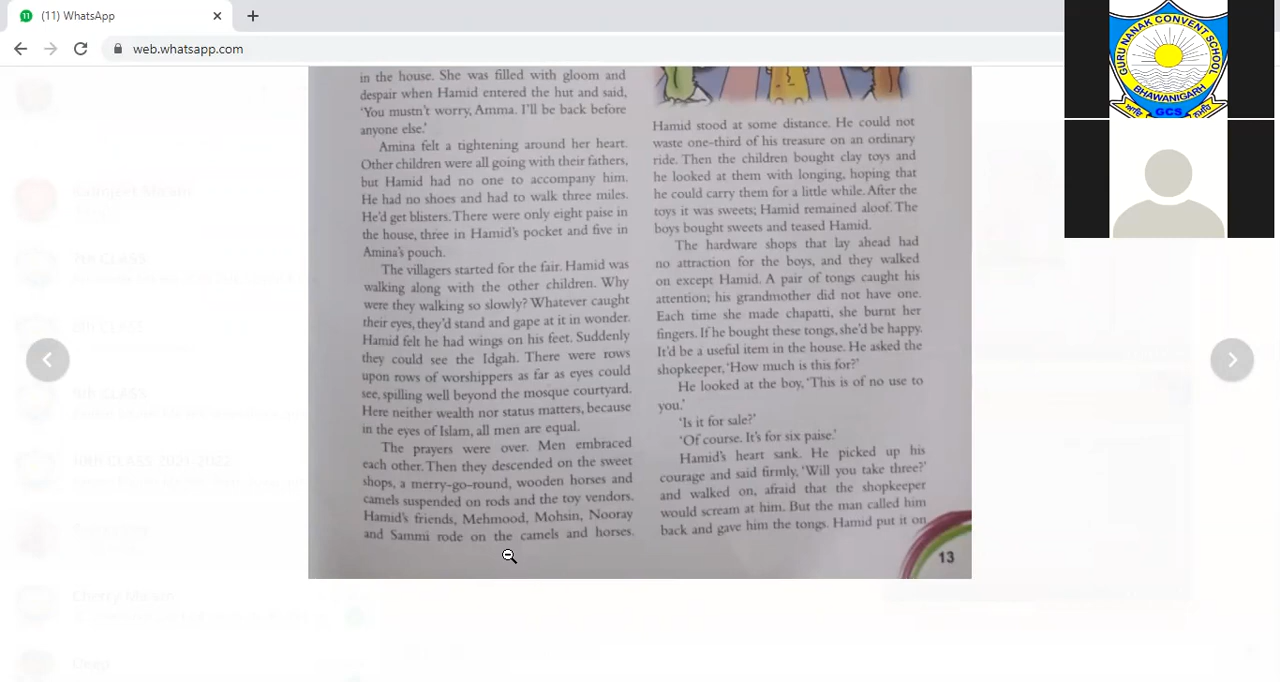 (11) WhatsApp
web.whatsapp.com
in the house. She was filled with gloom and
despair when Hamid entered the hut and said,
'You mustn't worry, Amma. I'll be back before
anyone else.'
Amina felt a tightening around her heart.
Other children were all going with their fathers,
but Hamid had no one to accompany him.
He had no shoes and had to walk three miles.
He'd get blisters. There were only eight paise in
the house, three in Hamid's pocket and five in
Amina's pouch.
The villagers started for the fair. Hamid was
walking along with the other children. Why
were they walking so slowly? Whatever caught
their eyes, they'd stand and gape at it in wonder.
Hamid felt he had wings on his feet. Suddenly
they could see the Idgah. There were rows
upon rows of worshippers as far as eyes could
see, spilling well beyond the mosque courtyard.
Here neither wealth nor status matters, because
in the eyes of Islam, all men are equal.
The prayers were over. Men embraced
each other. Then they descended on the sweet
shops, a merry-go-round, wooden horses and
camels suspended on rods and the toy vendors.
Hamid's friends, Mehmood, Mohsin, Nooray
and Sammi rode on the camels and horses.
Hamid stood at some distance. He could not
waste one-third of his treasure on an ordinary
ride. Then the children bought clay toys and
he looked at them with longing, hoping that
he could carry them for a little while. After the
toys it was sweets; Hamid remained aloof. The
boys bought sweets and teased Hamid.
The hardware shops that lay ahead had
no attraction for the boys, and they walked
on except Hamid. A pair of tongs caught his
attention; his grandmother did not have one.
Each time she made chapatti, she burnt her
fingers. If he bought these tongs, she'd be happy.
It'd be a useful item in the house. He asked the
shopkeeper, 'How much is this for?'
He looked at the boy, 'This is of no use to
you.'
'Is it for sale?'
'Of course. It's for six paise.'
Hamid's heart sank. He picked up his
courage and said firmly, 'Will you take three?'
and walked on, afraid that the shopkeeper
would scream at him. But the man called him
back and gave him the tongs. Hamid put it on
13
GURU NANAK CONVENT SCHOOL
BHAWANIGARH
GCS
10th CLASS 2021-2022